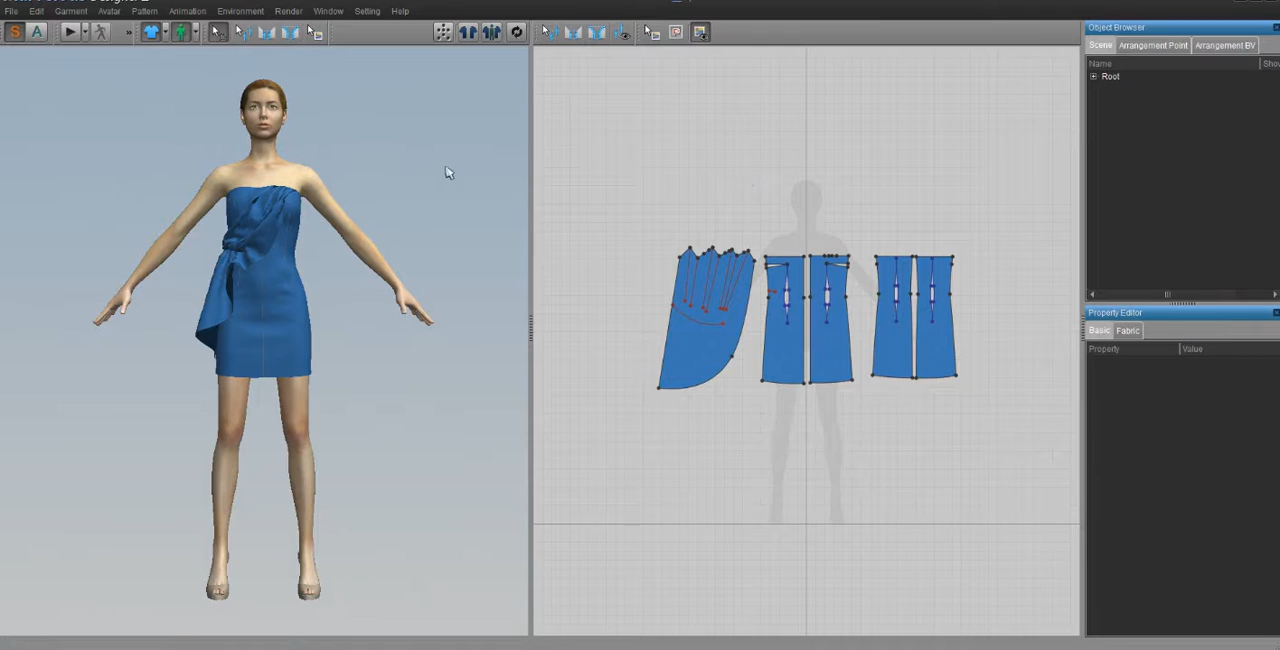 File Edit Garment Avatar Pattern Animation Environment Render Window Setting Help
S A »
Object Browser
Scene Arrangement Point Arrangement BV
Name
Root
Property Editor
Basic Fabric
Property Value